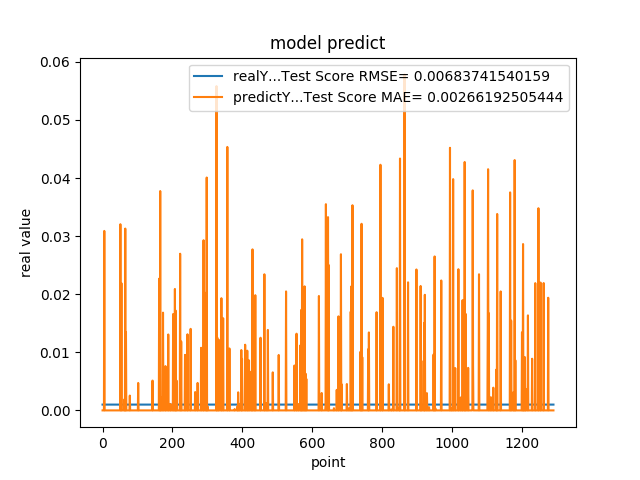 model predict
realY...Test Score RMSE= 0.00683741540159
predictY...Test Score MAE= 0.00266192505444
0.06
0.05
0.04
0.03
0.02
0.01
0.00
real value
0 200 400 600 800 1000 1200
point